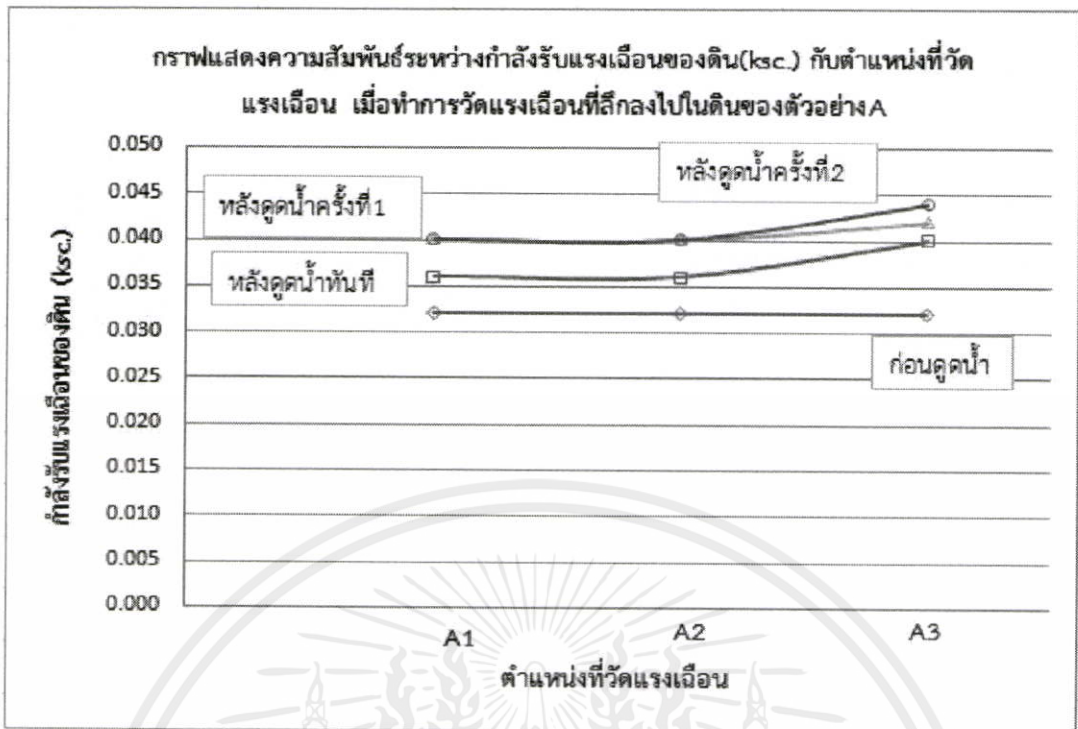 กราฟแสดงความสัมพันธ์ระหว่างกำลังรับแรงเฉือนของดิน(ksc.) กับตำแหน่งที่วัด
แรงเฉือน เมื่อทำการวัดแรงเฉือนที่ลึกลงไปในดินของตัวอย่างA
กำลังรับแรงเฉือนของดิน (ksc.)
0.050
0.045
0.040
0.035
0.030
0.025
0.020
0.015
0.010
0.005
0.000
หลังดูดน้ำครั้งที่2
หลังดูดน้ำครั้งที่1
หลังดูดน้ำทันที
ก่อนดูดน้ำ
A1 A2 A3
ตำแหน่งที่วัดแรงเฉือน